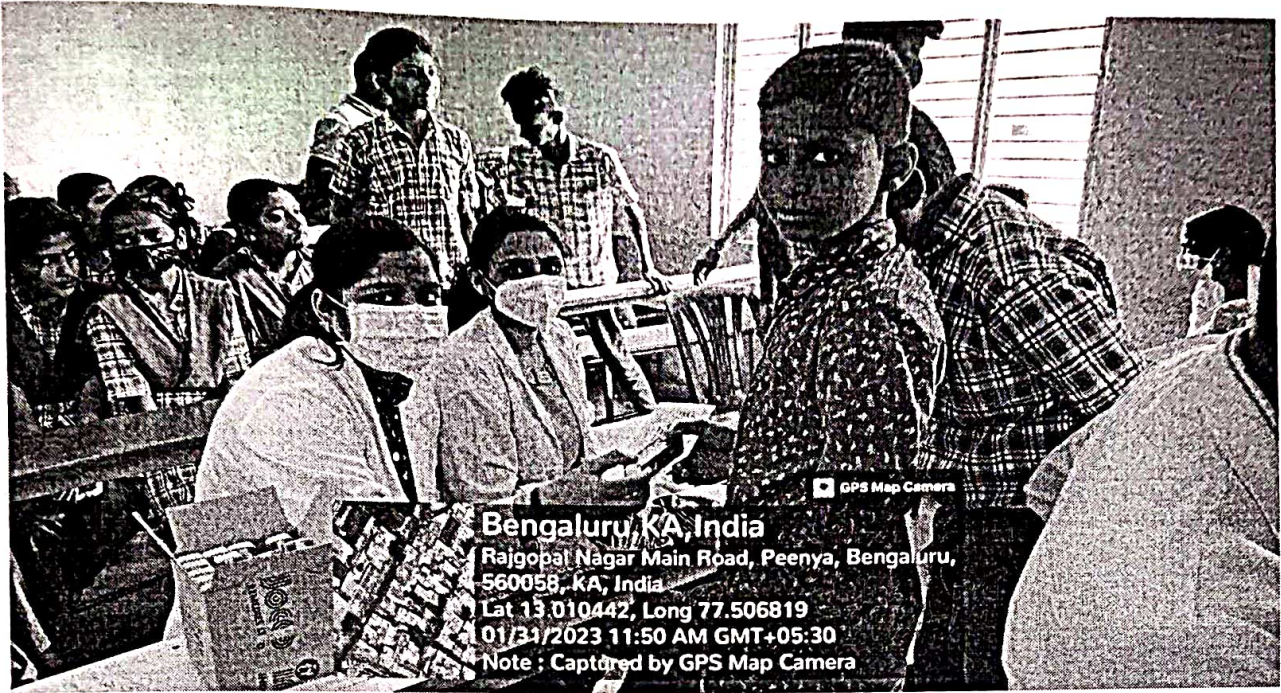 GPS Map Camera
Bengaluru,KA,India
Rajgopal Nagar Main Road, Peenya, Bengaluru,
560058, KA, India
Lat 13.010442, Long 77.506819
01/31/2023 11:50 AM GMT+05:30
Note : Captured by GPS Map Camera